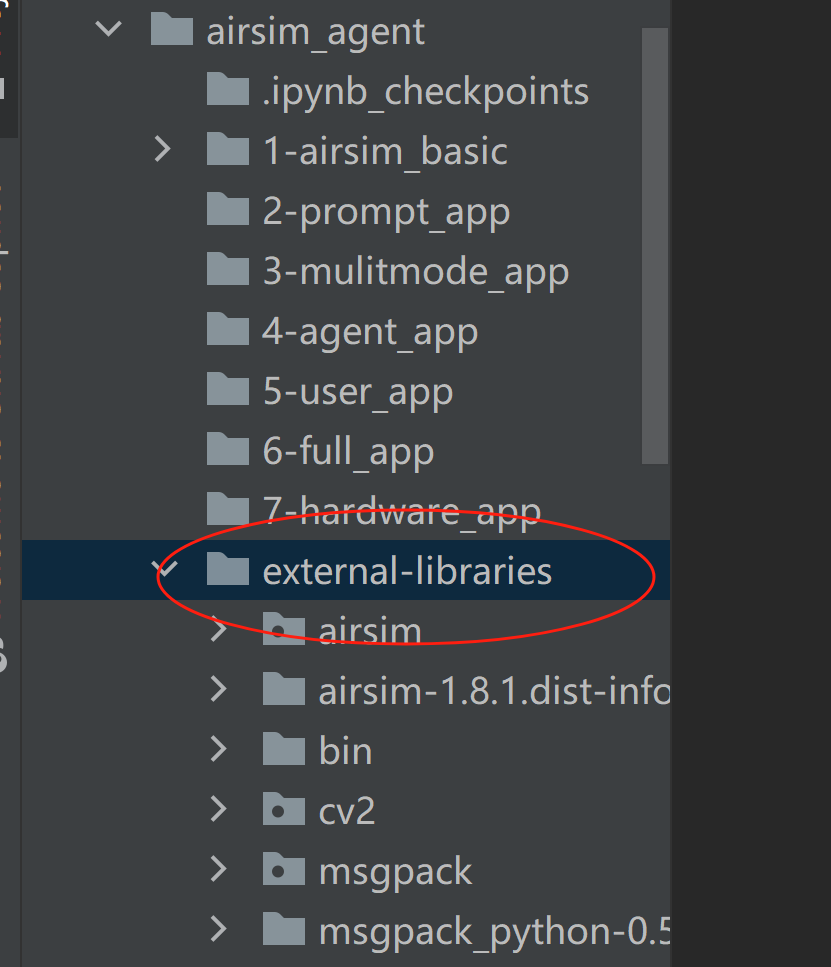 airsim_agent
.ipynb_checkpoints
1-airsim_basic
2-prompt_app
3-mulitmode_app
4-agent_app
5-user_app
6-full_app
7-hardware_app
external-libraries
airsim
airsim-1.8.1.dist-info
bin
cv2
msgpack
msgpack_python-0.5